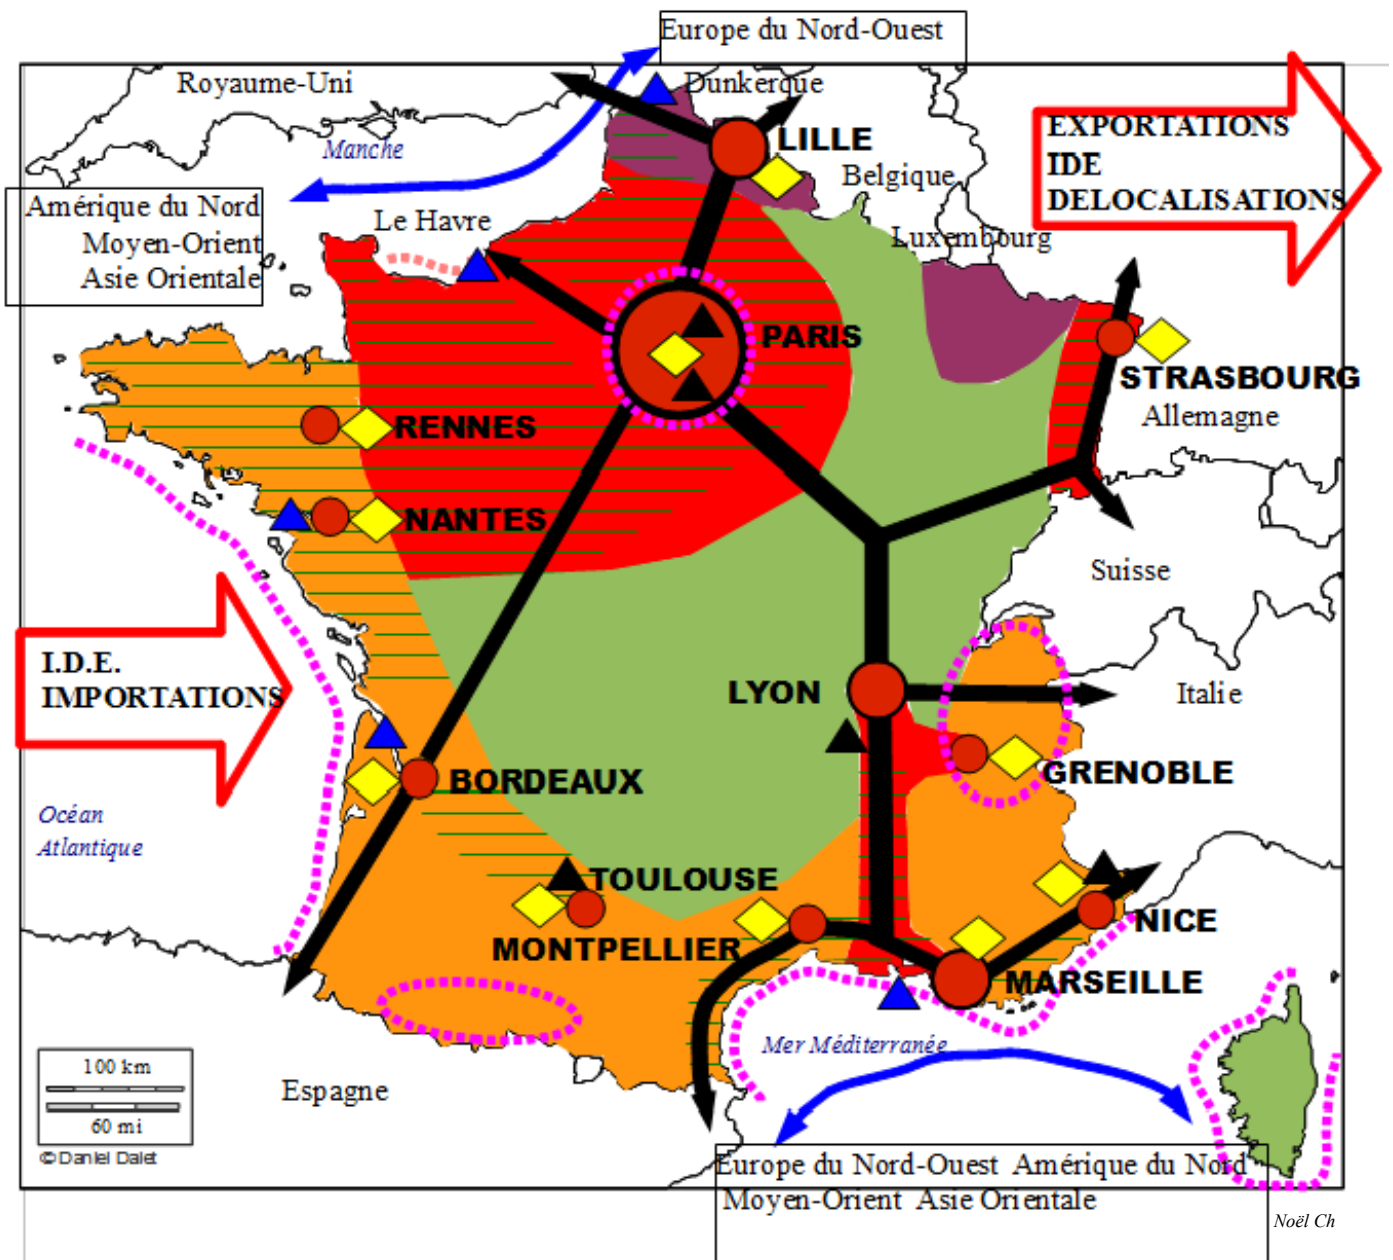 Europe du Nord-Ouest
Royaume-Uni
Dunkerque
EXPORTATIONS
IDE
DELOCALISATIONS
LILLE
Manche
Belgique
Amérique du Nord
Moyen-Orient
Asie Orientale
Le Havre
Luxembourg
PARIS
STRASBOURG
Allemagne
RENNES
NANTES
Suisse
I.D.E.
IMPORTATIONS
LYON
Italie
BORDEAUX
GRENOBLE
Océan
Atlantique
TOULOUSE
NICE
MONTPELLIER
MARSEILLE
Mer Méditerranée
100 km
60 mi
Espagne
©Daniel Dalet
Europe du Nord-Ouest Amérique du Nord
Moyen-Orient Asie Orientale
Noël Ch